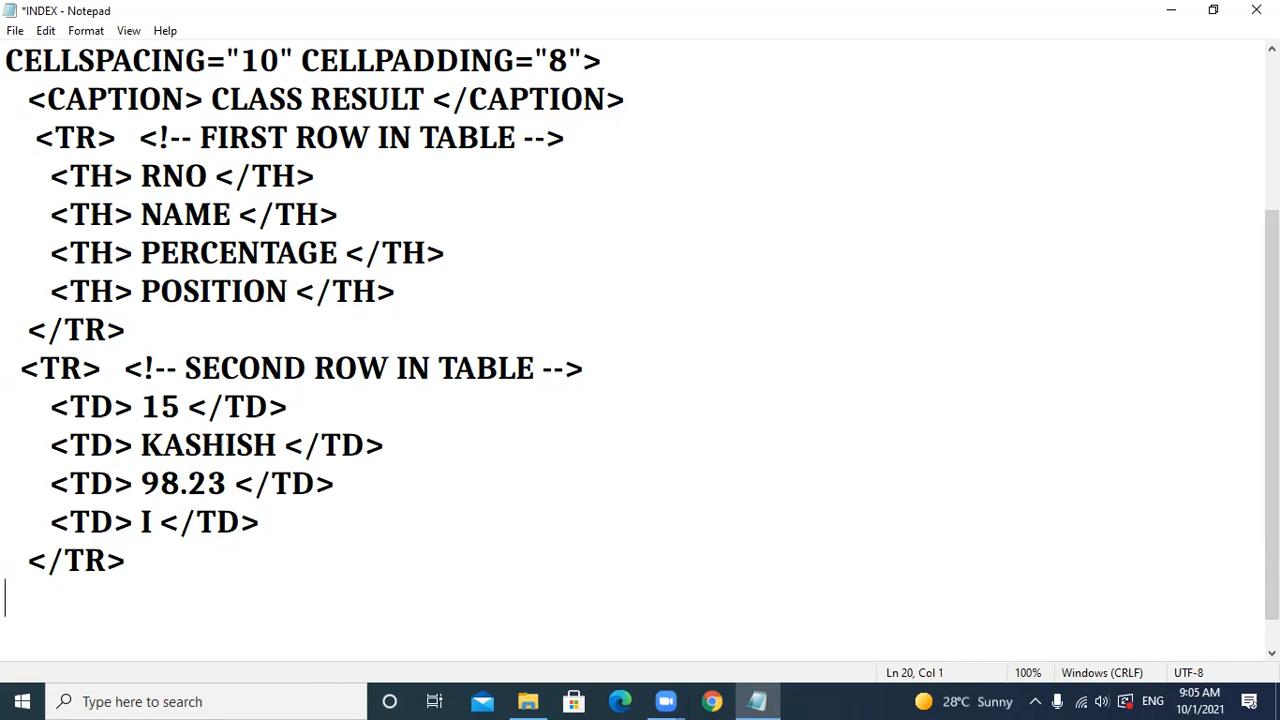 *INDEX - Notepad
File Edit Format View Help
CELLSPACING="10" CELLPADDING="8">
<CAPTION> CLASS RESULT </CAPTION>
<TR> <!-- FIRST ROW IN TABLE -->
<TH> RNO </TH>
<TH> NAME </TH>
<TH> PERCENTAGE </TH>
<TH> POSITION </TH>
</TR>
<TR> <!-- SECOND ROW IN TABLE -->
<TD> 15 </TD>
<TD> KASHISH </TD>
<TD> 98.23 </TD>
<TD> I </TD>
</TR>
Ln 20, Col 1 100% Windows (CRLF) UTF-8
Type here to search 28°C Sunny ENG 9:05 AM
10/1/2021